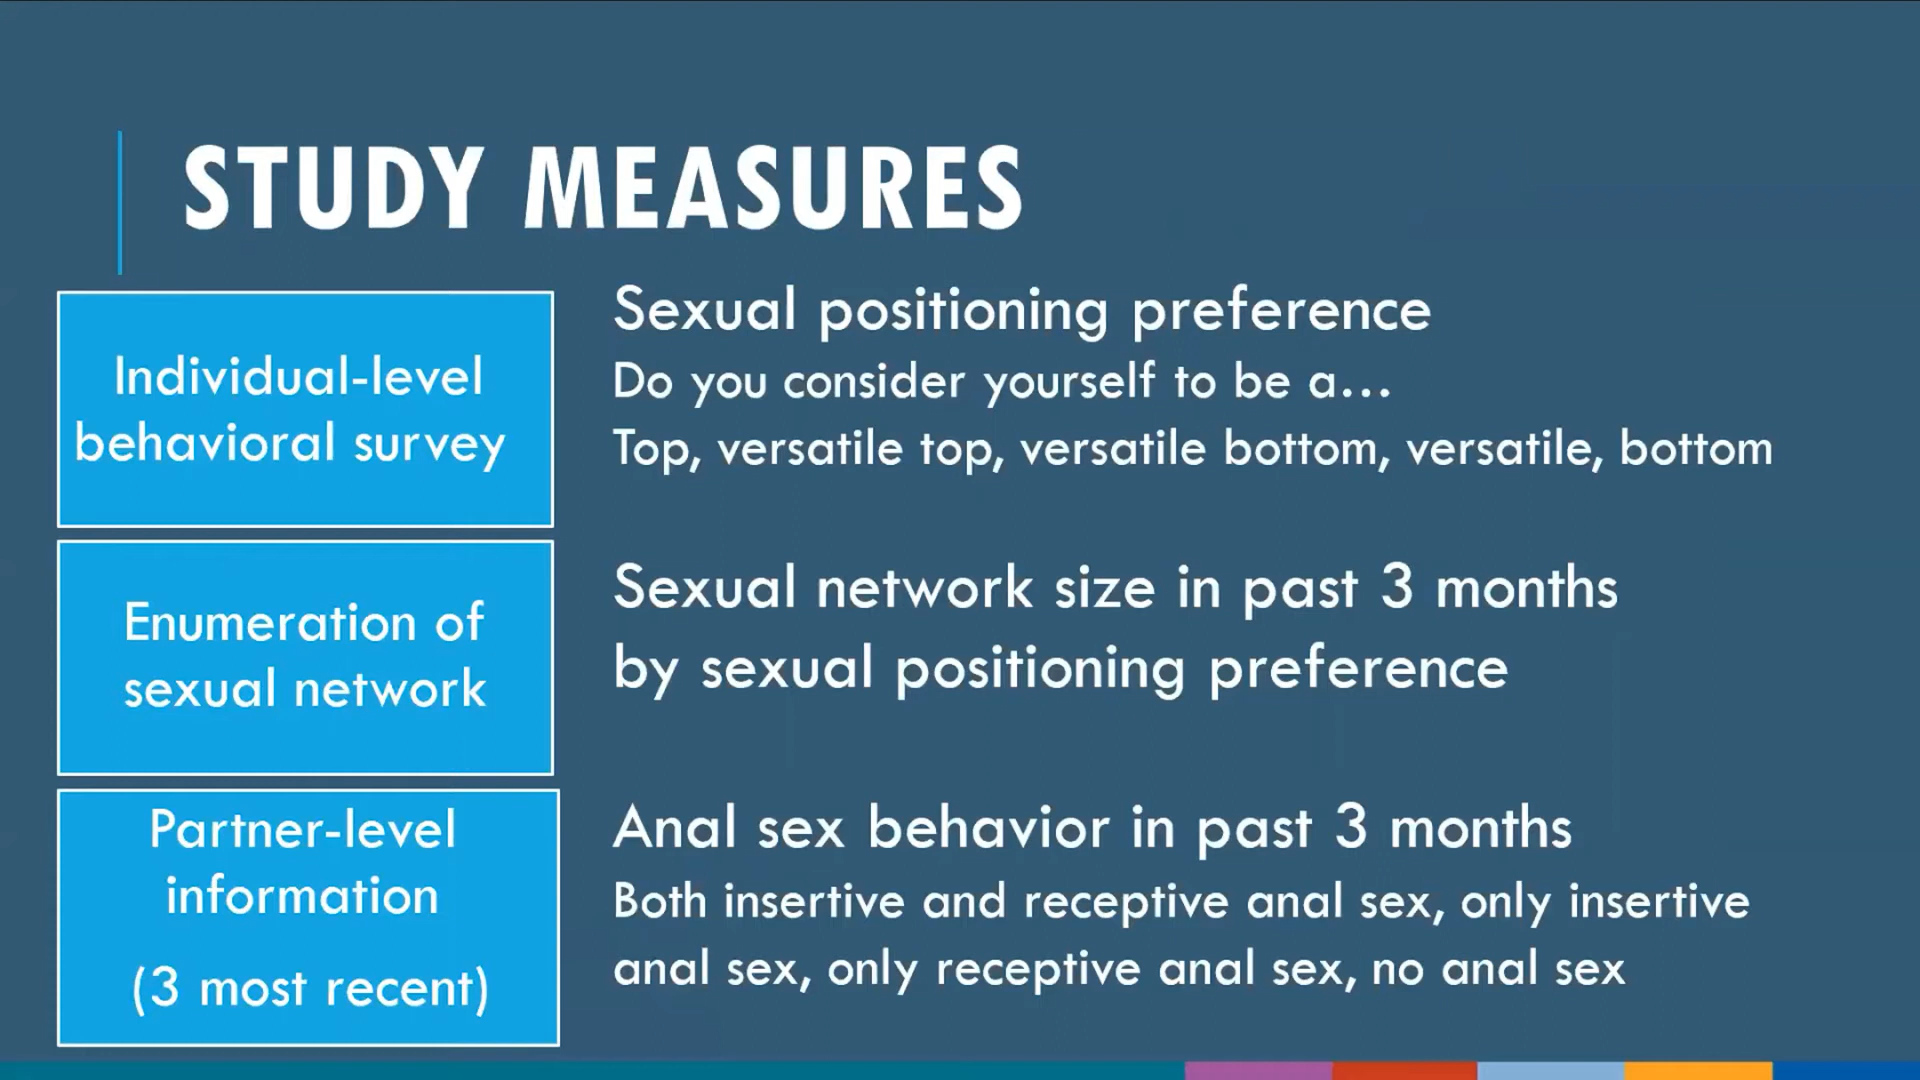 STUDY MEASURES
Individual-level
behavioral survey
Sexual positioning preference
Do you consider yourself to be a...
Top, versatile top, versatile bottom, versatile, bottom
Enumeration of
sexual network
Sexual network size in past 3 months
by sexual positioning preference
Partner-level
information
(3 most recent)
Anal sex behavior in past 3 months
Both insertive and receptive anal sex, only insertive
anal sex, only receptive anal sex, no anal sex